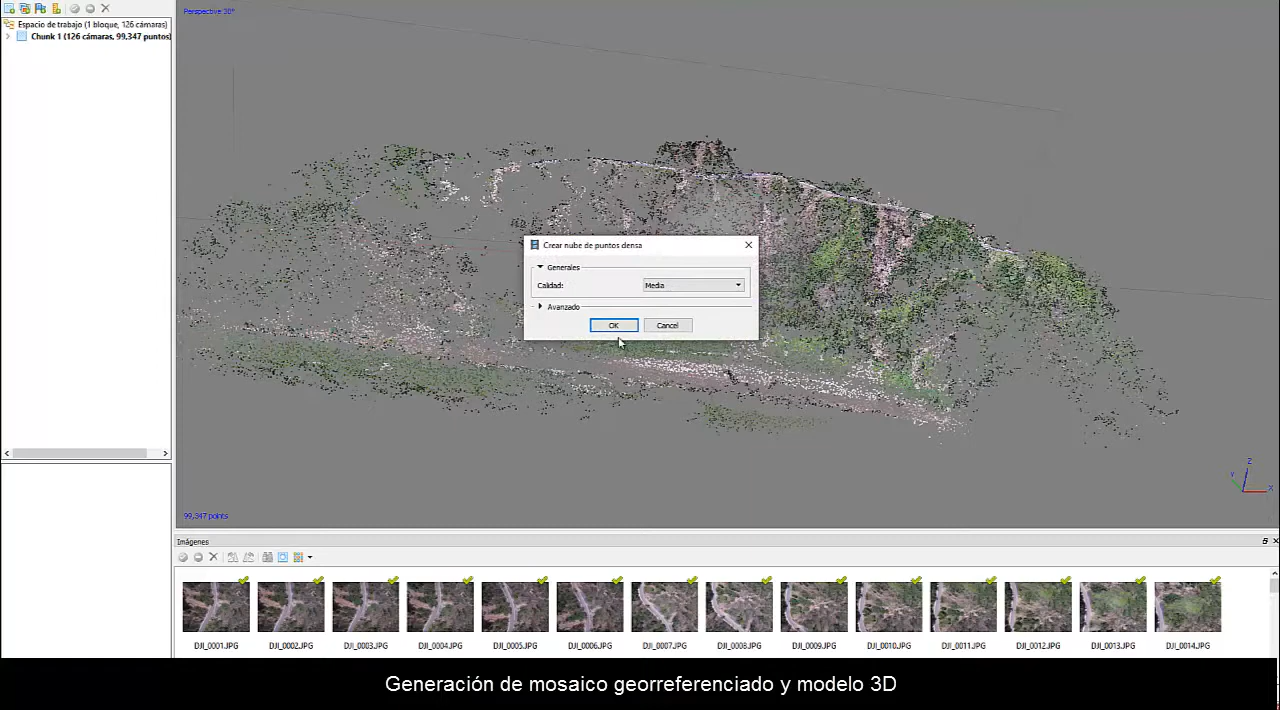 Espacio de trabajo (1 bloque, 126 cámaras)
Chunk 1 (126 cámaras, 99,347 puntos)
Perspective 30°
Crear nube de puntos densa
Generales
Calidad:
Media
Avanzado
OK
Cancel
Z
Y
X
99,347 points
Imágenes
DJI_0001.JPG
DJI_0002.JPG
DJI_0003.JPG
DJI_0004.JPG
DJI_0005.JPG
DJI_0006.JPG
DJI_0007.JPG
DJI_0008.JPG
DJI_0009.JPG
DJI_0010.JPG
DJI_0011.JPG
DJI_0012.JPG
DJI_0013.JPG
DJI_0014.JPG
Generación de mosaico georreferenciado y modelo 3D